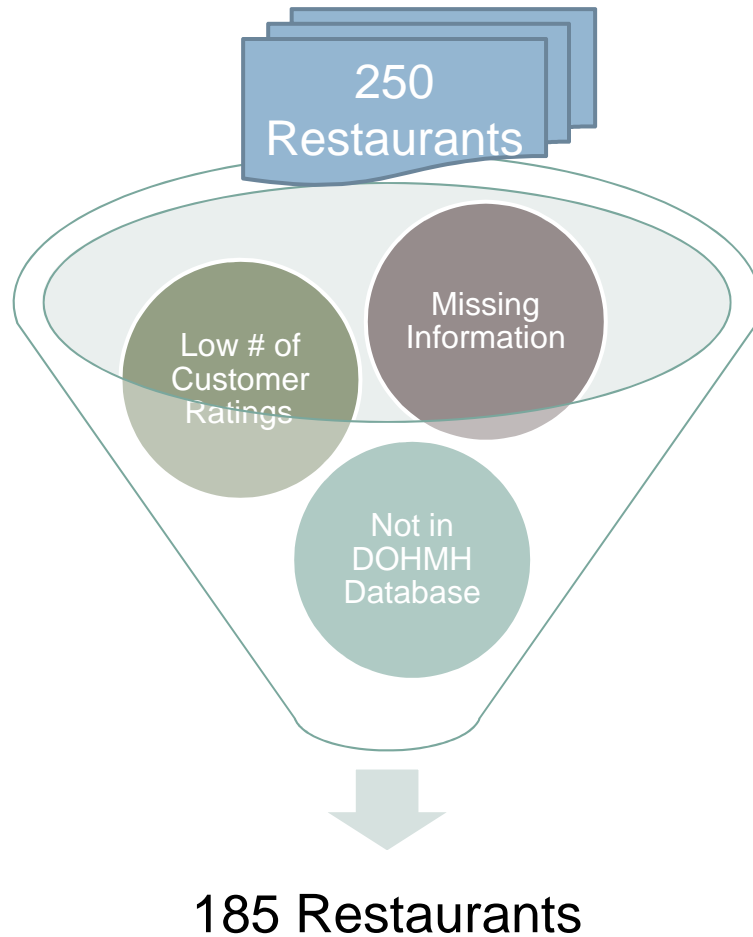 250
Restaurants
Missing
Information
Low # of
Customer
Ratings
Not in
DOHMH
Database
185 Restaurants